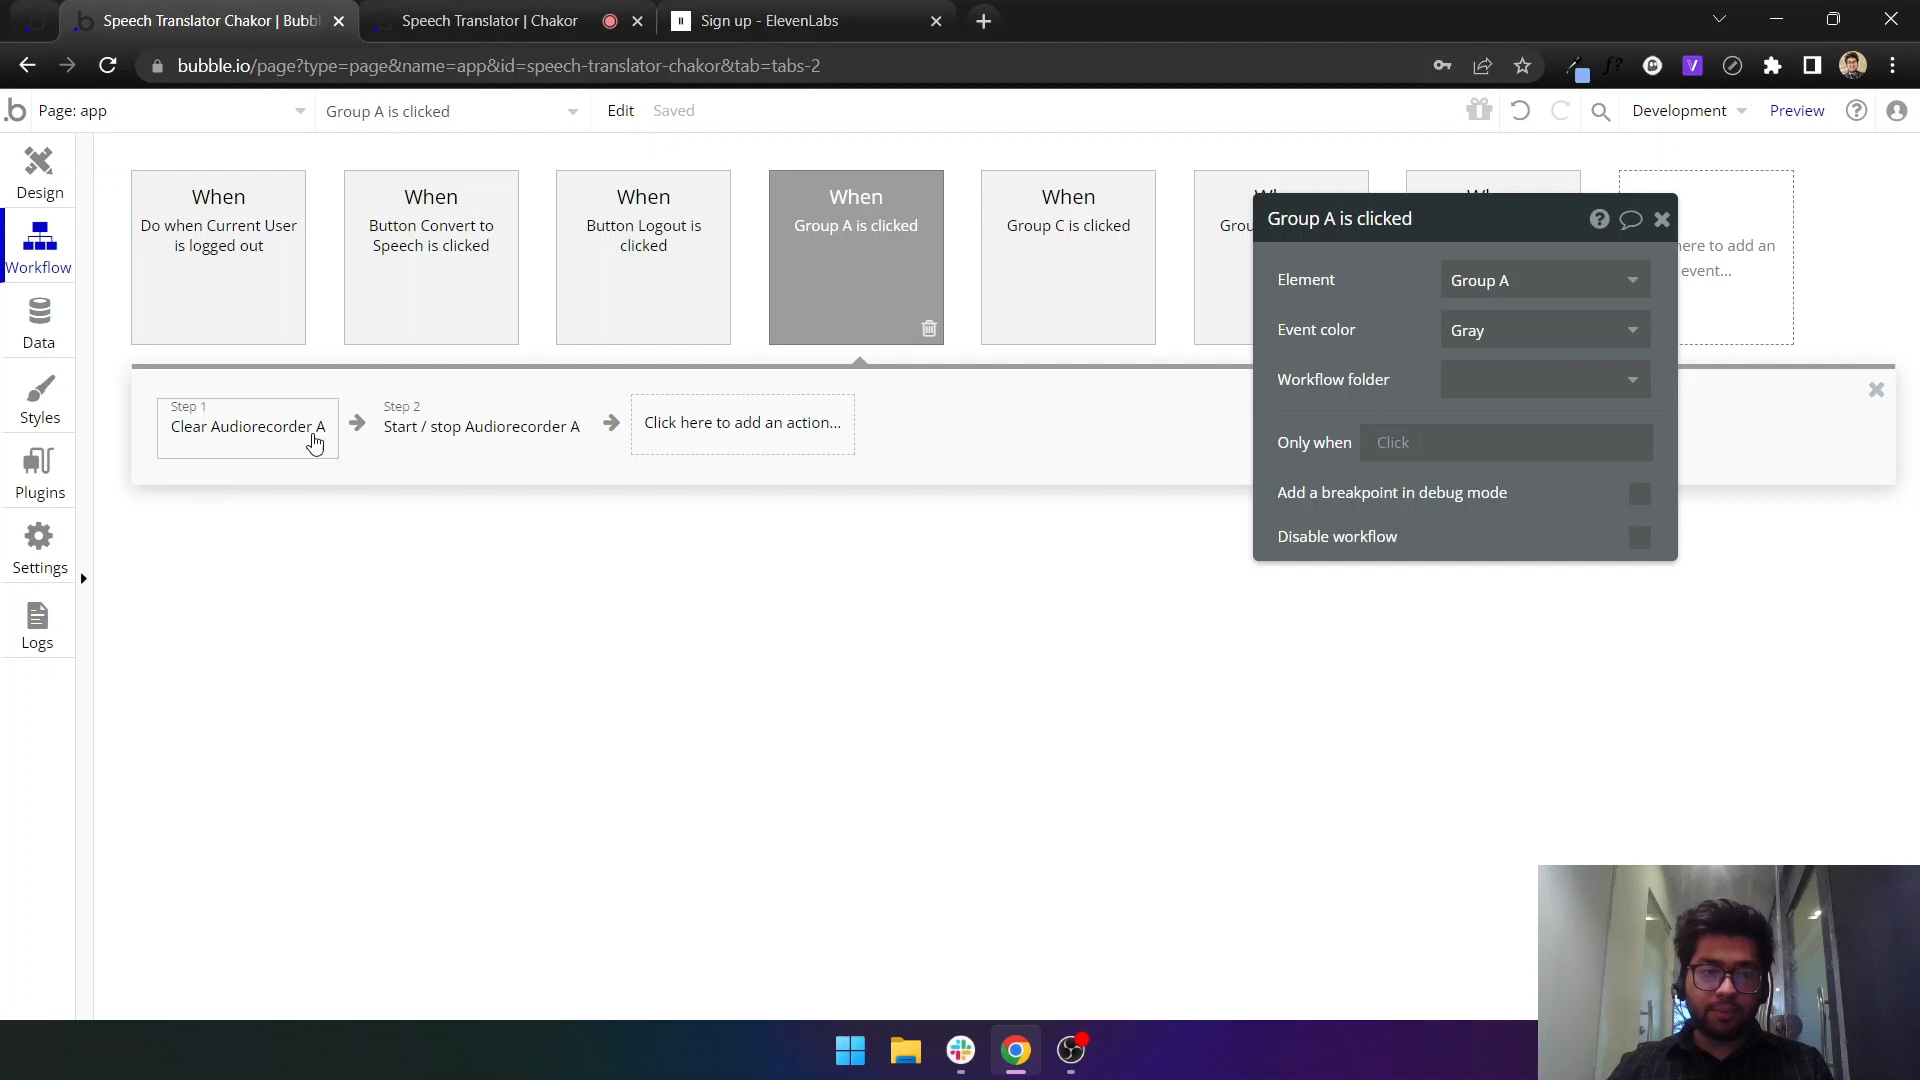 Speech Translator Chakor | Bubbl
Speech Translator | Chakor
Sign up - ElevenLabs
bubble.io/page?type=page&name=app&id=speech-translator-chakor&tab=tabs-2
Page: app
Group A is clicked
Edit
Saved
Development
Preview
Design
Workflow
Data
Styles
Plugins
Settings
Logs
When
Do when Current User
is logged out
When
Button Convert to
Speech is clicked
When
Button Logout is
clicked
When
Group A is clicked
When
Group C is clicked
Grou
here to add an
event...
Step 1
Clear Audiorecorder A
Step 2
Start / stop Audiorecorder A
Click here to add an action...
Group A is clicked
Element
Group A
Event color
Gray
Workflow folder
Only when
Click
Add a breakpoint in debug mode
Disable workflow